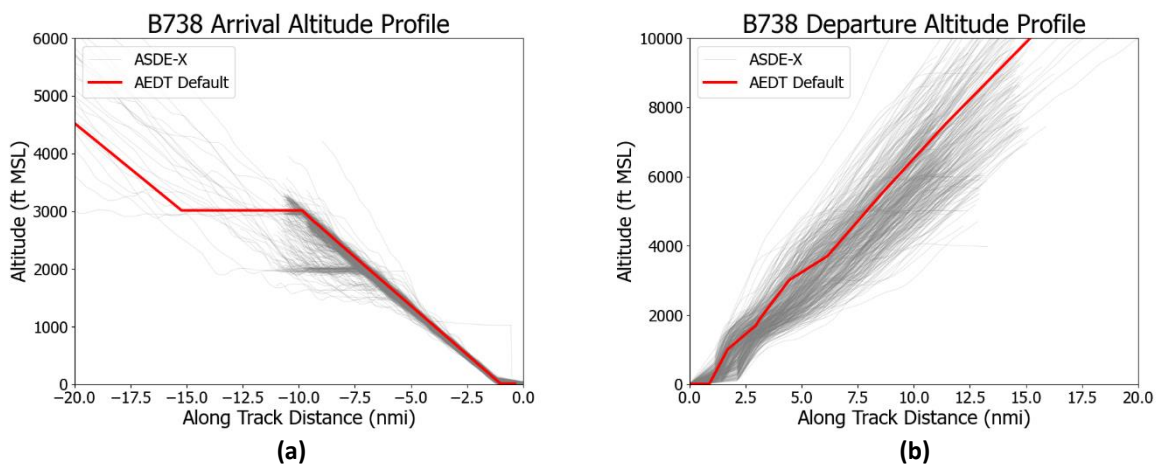 B738 Arrival Altitude Profile
ASDE-X
AEDT Default
6000
5000
4000
3000
2000
1000
0
Altitude (ft MSL)
−20.0 −17.5 −15.0 −12.5 −10.0 −7.5 −5.0 −2.5 0.0
Along Track Distance (nmi)
(a)
B738 Departure Altitude Profile
ASDE-X
AEDT Default
10000
8000
6000
4000
2000
0
Altitude (ft MSL)
0.0 2.5 5.0 7.5 10.0 12.5 15.0 17.5 20.0
Along Track Distance (nmi)
(b)